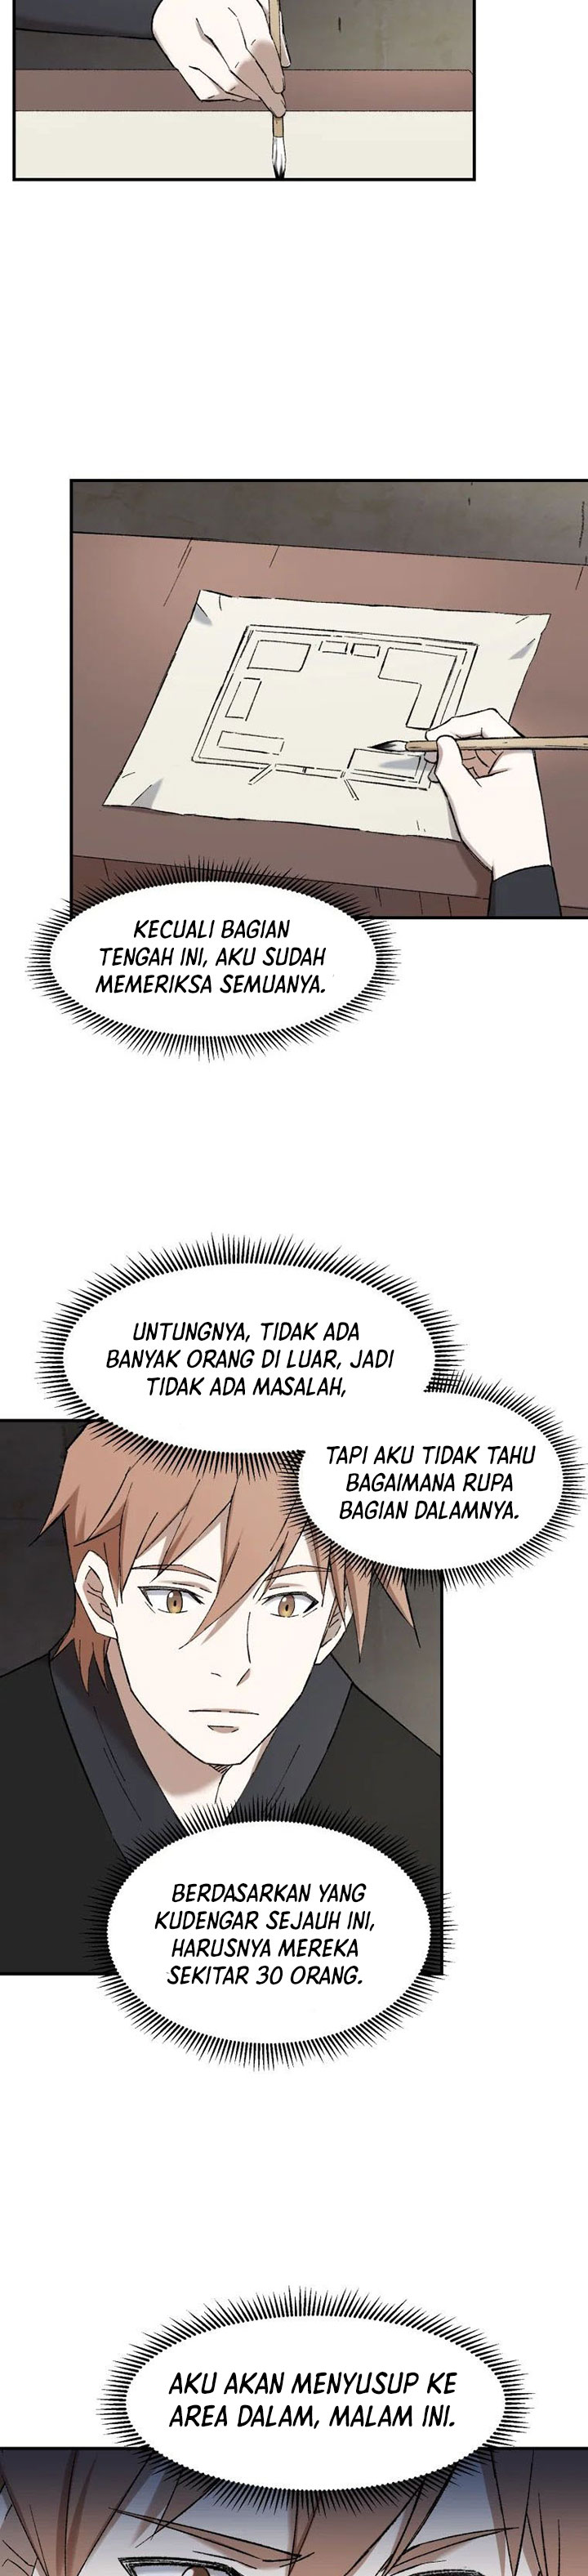 KECUALI BAGIAN
TENGAH INI, AKU SUDAH
MEMERIKSA SEMUANYA.
UNTUNGNYA, TIDAK ADA
BANYAK ORANG DI LUAR, JADI
TIDAK ADA MASALAH,
TAPI AKU TIDAK TAHU
BAGAIMANA RUPA
BAGIAN DALAMNYA.
BERDASARKAN YANG
KUDENGAR SEJAUH INI,
HARUSNYA MEREKA
SEKITAR 30 ORANG.
AKU AKAN MENYUSUP KE
AREA DALAM, MALAM INI.